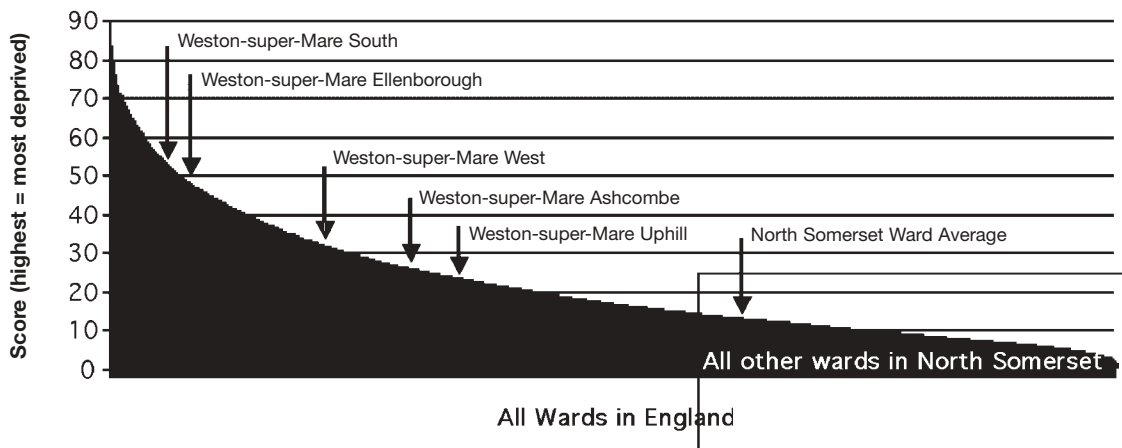 Score (highest = most deprived)
90
80
70
60
50
40
30
20
10
0
Weston-super-Mare South
Weston-super-Mare Ellenborough
Weston-super-Mare West
Weston-super-Mare Ashcombe
Weston-super-Mare Uphill
North Somerset Ward Average
All other wards in North Somerset
All Wards in England